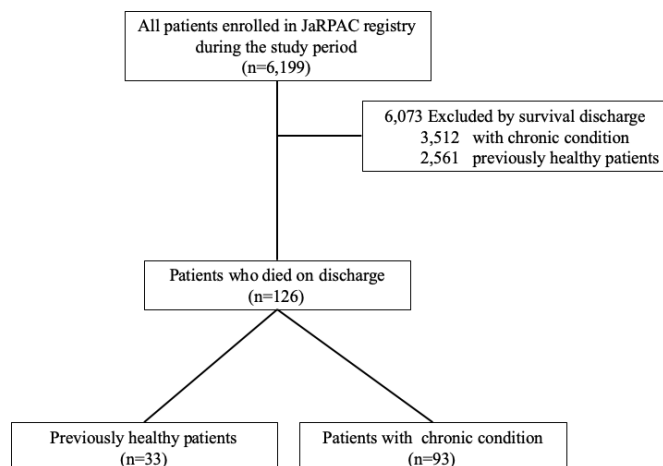 All patients enrolled in JaRPAC registry
during the study period
(n=6,199)
6,073 Excluded by survival discharge
3,512 with chronic condition
2,561 previously healthy patients
Patients who died on discharge
(n=126)
Previously healthy patients
(n=33)
Patients with chronic condition
(n=93)